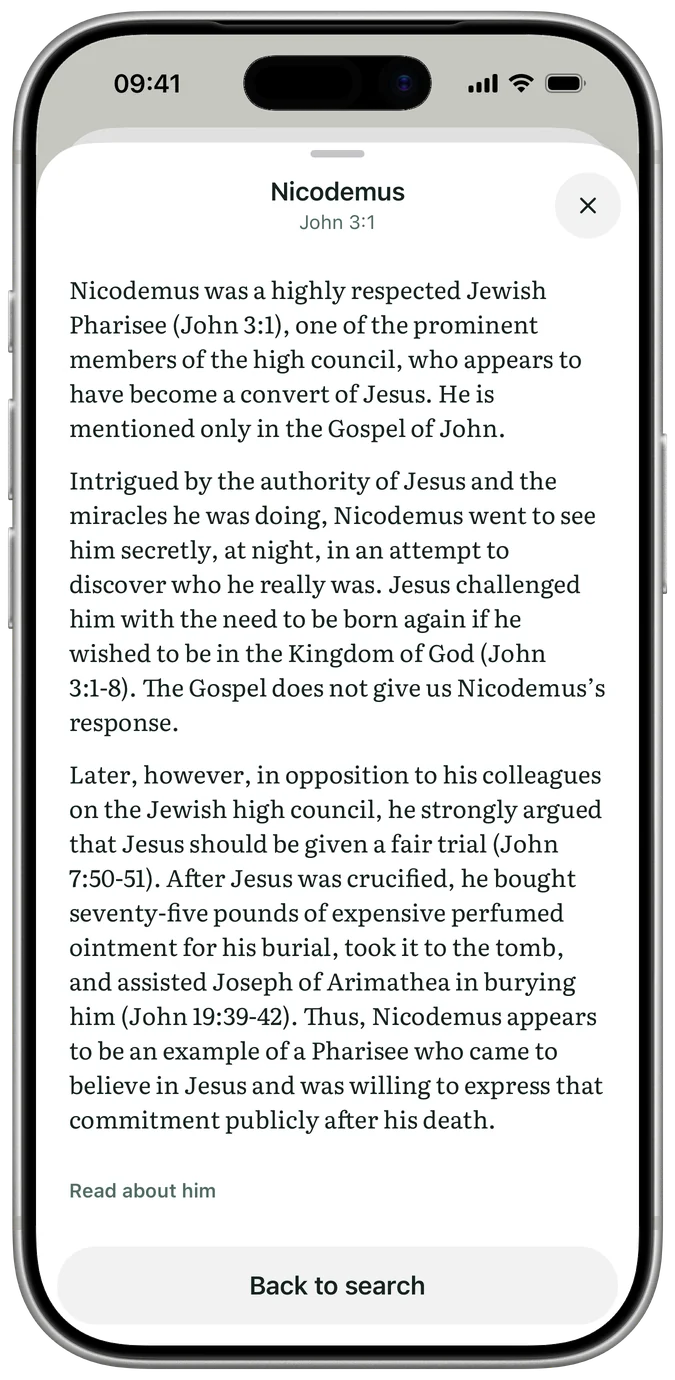 09:41
Nicodemus
John 3:1
Nicodemus was a highly respected Jewish
Pharisee (John 3:1), one of the prominent
members of the high council, who appears to
have become a convert of Jesus. He is
mentioned only in the Gospel of John.
Intrigued by the authority of Jesus and the
miracles he was doing, Nicodemus went to see
him secretly, at night, in an attempt to
discover who he really was. Jesus challenged
him with the need to be born again if he
wished to be in the Kingdom of God (John
3:1-8). The Gospel does not give us Nicodemus’s
response.
Later, however, in opposition to his colleagues
on the Jewish high council, he strongly argued
that Jesus should be given a fair trial (John
7:50-51). After Jesus was crucified, he bought
seventy-five pounds of expensive perfumed
ointment for his burial, took it to the tomb,
and assisted Joseph of Arimathea in burying
him (John 19:39-42). Thus, Nicodemus appears
to be an example of a Pharisee who came to
believe in Jesus and was willing to express that
commitment publicly after his death.
Read about him
Back to search